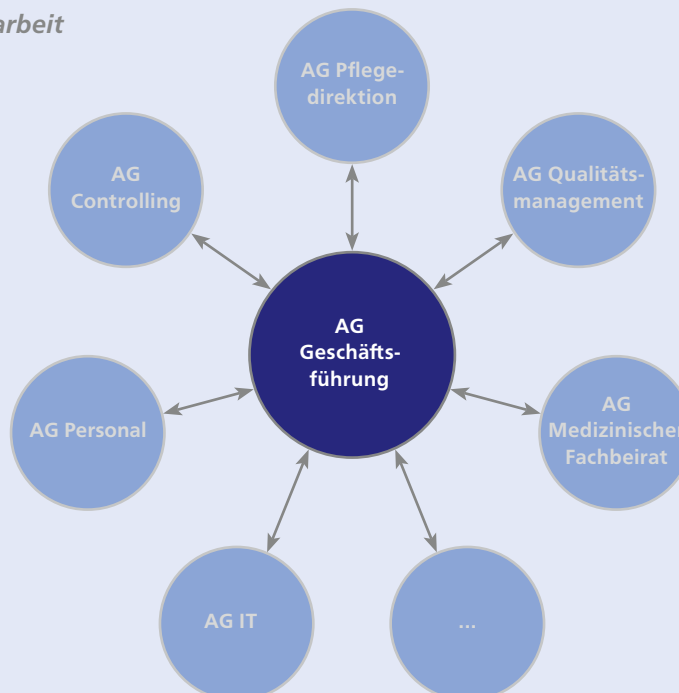 arbeit
AG Pflege-
direktion
AG
Controlling
AG Qualitäts-
management
AG
Geschäfts-
führung
AG Personal
AG
Medizinischer
Fachbeirat
AG IT
...